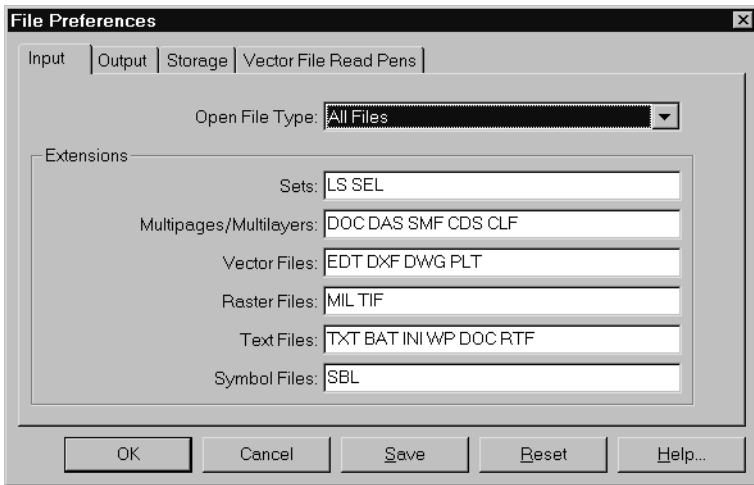 File Preferences
Input Output Storage Vector File Read Pens
Open File Type: All Files
Extensions
Sets: LS SEL
Multipages/Multilayers: DOC DAS SMF CDS CLF
Vector Files: EDT DXF DWG PLT
Raster Files: MIL TIF
Text Files: TXT BAT INI WP DOC RTF
Symbol Files: SBL
OK Cancel Save Reset Help...